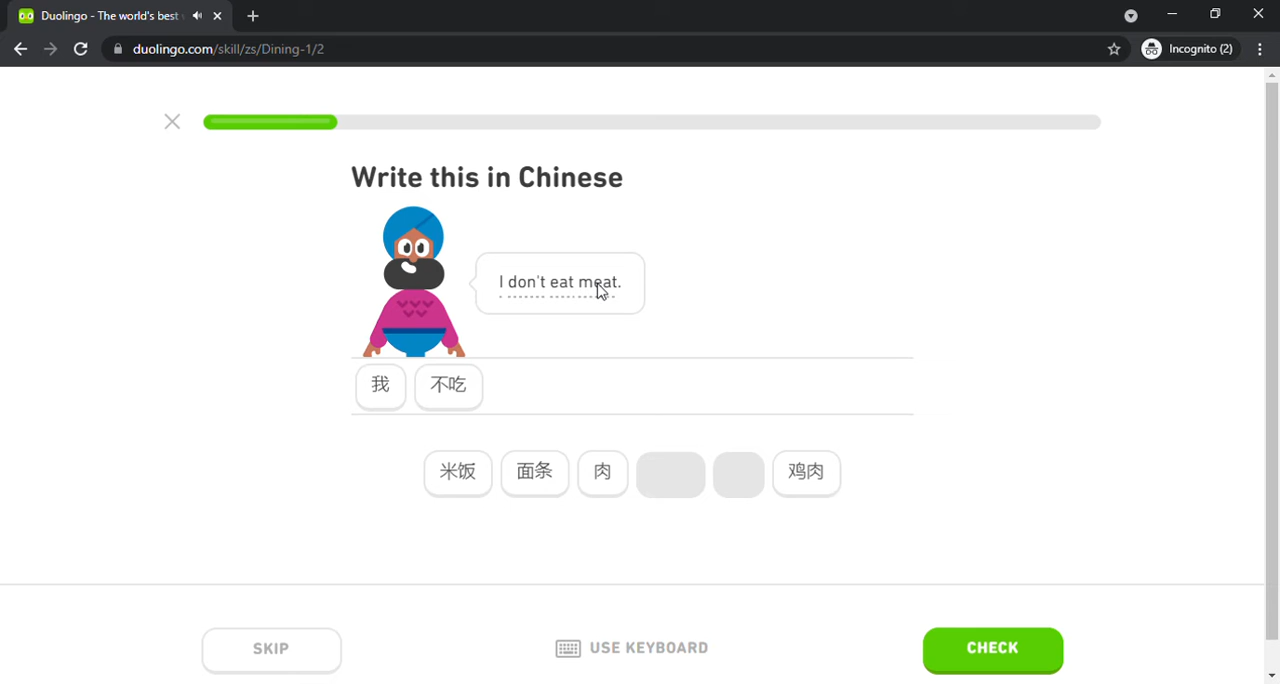 Duolingo - The world's best
duolingo.com/skill/zs/Dining-1/2
Incognito (2)
Write this in Chinese
I don't eat meat.
我 不吃
米饭 面条 肉 鸡肉
SKIP
USE KEYBOARD
CHECK